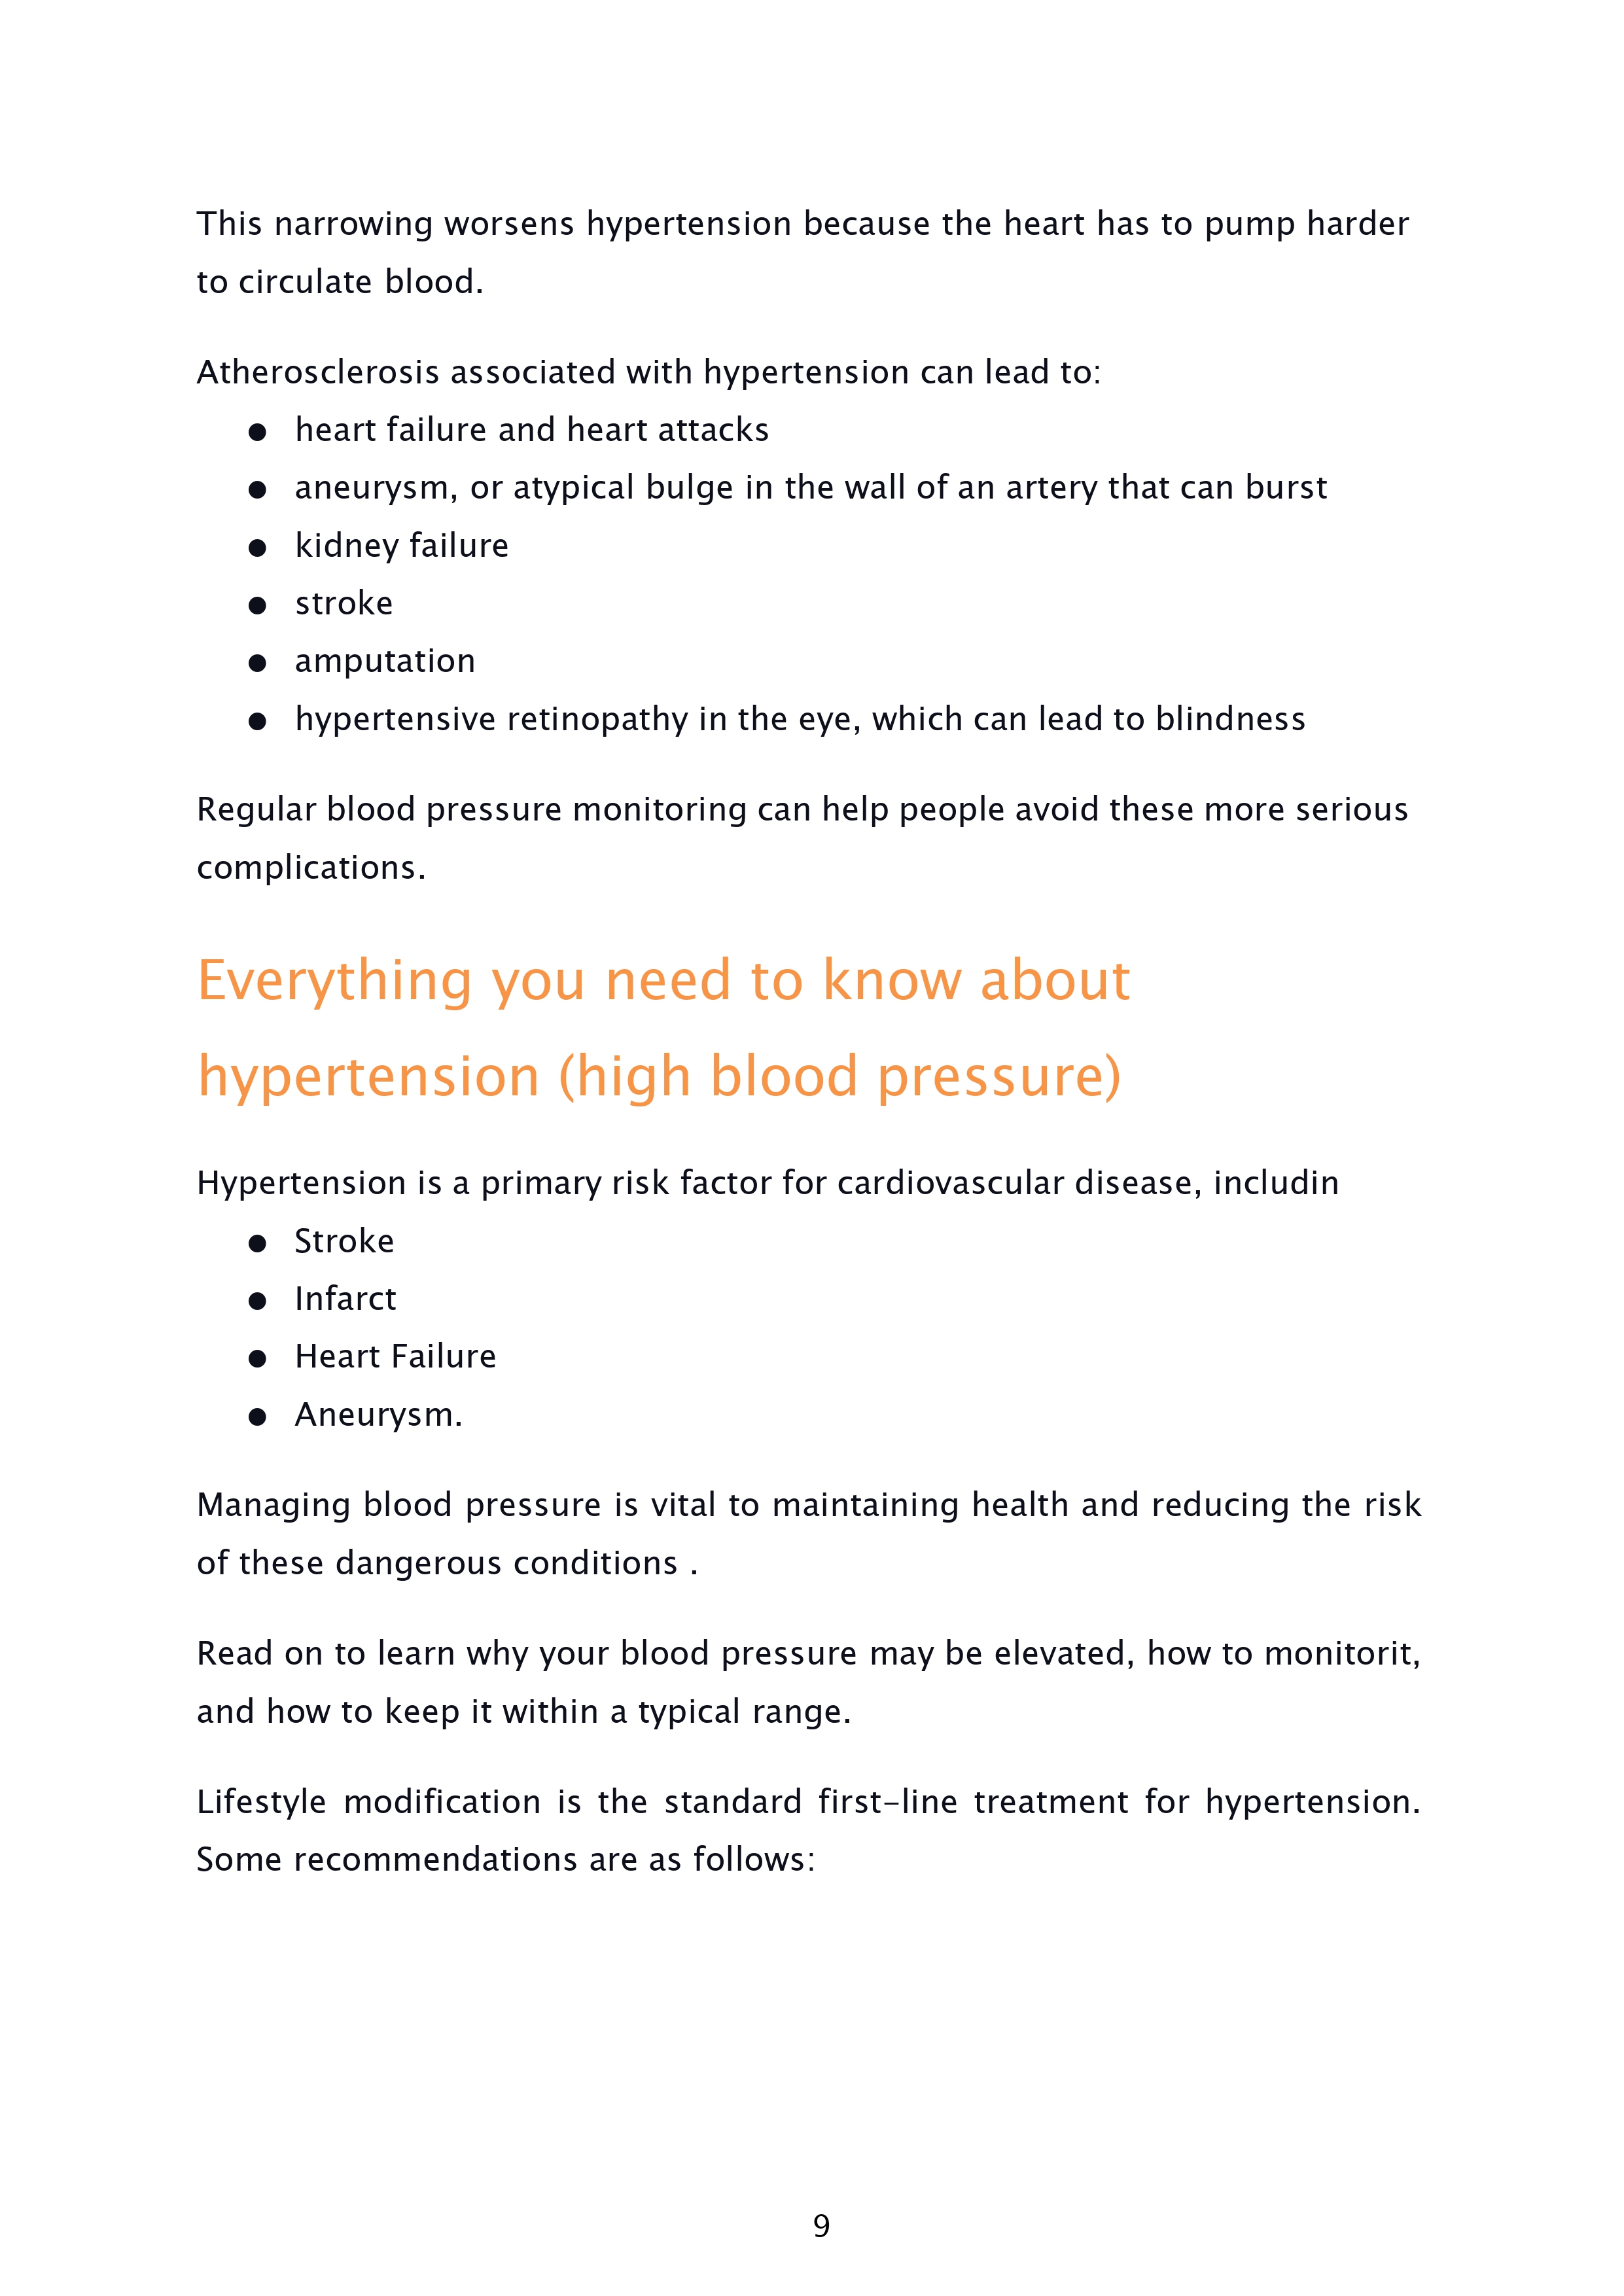 This narrowing worsens hypertension because the heart has to pump harder
to circulate blood.
Atherosclerosis associated with hypertension can lead to:
● heart failure and heart attacks
● aneurysm, or atypical bulge in the wall of an artery that can burst
● kidney failure
● stroke
● amputation
● hypertensive retinopathy in the eye, which can lead to blindness
Regular blood pressure monitoring can help people avoid these more serious
complications.
Everything you need to know about
hypertension (high blood pressure)
Hypertension is a primary risk factor for cardiovascular disease, includin
● Stroke
● Infarct
● Heart Failure
● Aneurysm.
Managing blood pressure is vital to maintaining health and reducing the risk
of these dangerous conditions .
Read on to learn why your blood pressure may be elevated, how to monitorit,
and how to keep it within a typical range.
Lifestyle modification is the standard first-line treatment for hypertension.
Some recommendations are as follows:
9